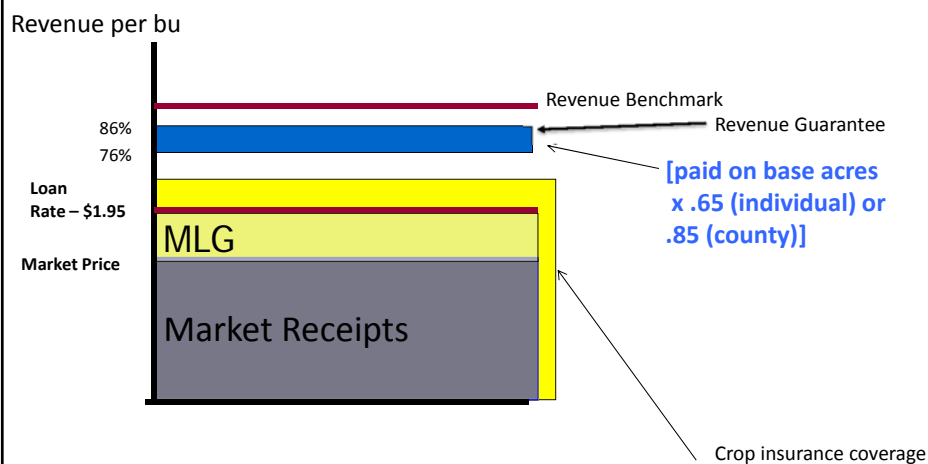 Revenue per bu
Revenue Benchmark
86%
Revenue Guarantee
76%
[paid on base acres
x .65 (individual) or
.85 (county)]
Loan
Rate – $1.95
MLG
Market Price
Market Receipts
Crop insurance coverage